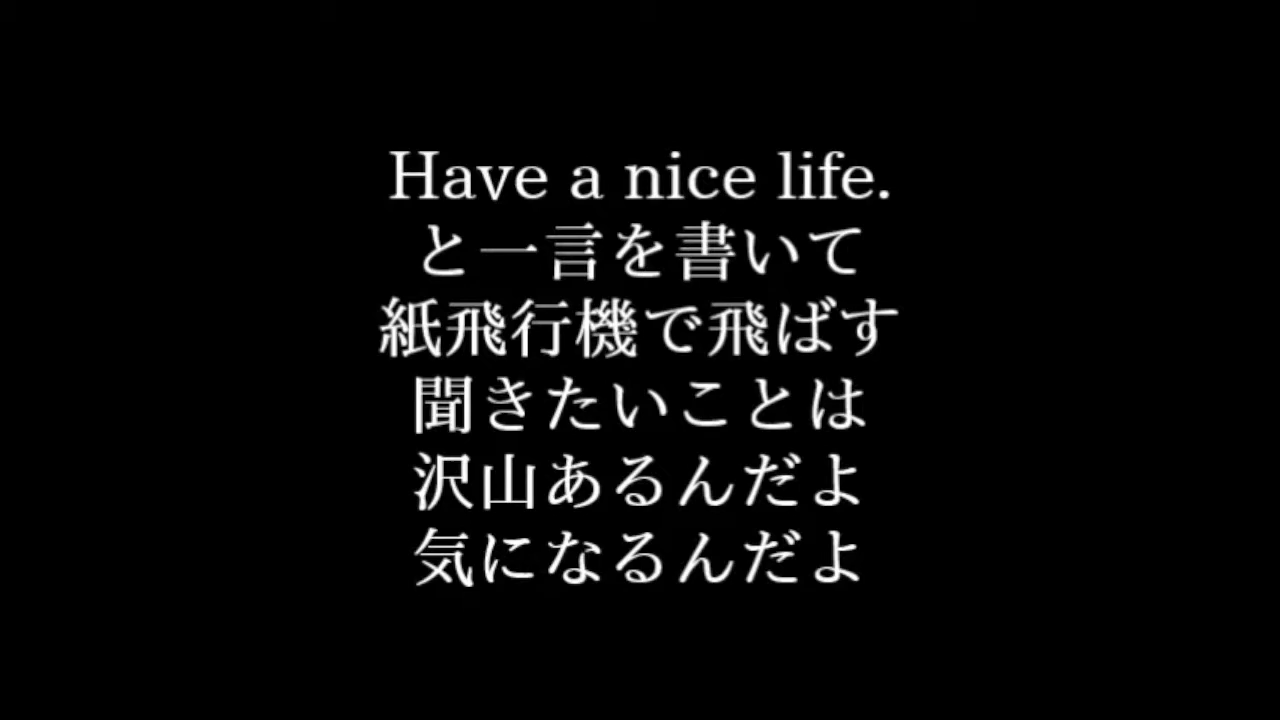 Have a nice life.
と一言を書いて
紙飛行機で飛ばす
聞きたいことは
沢山あるんだよ
気になるんだよ